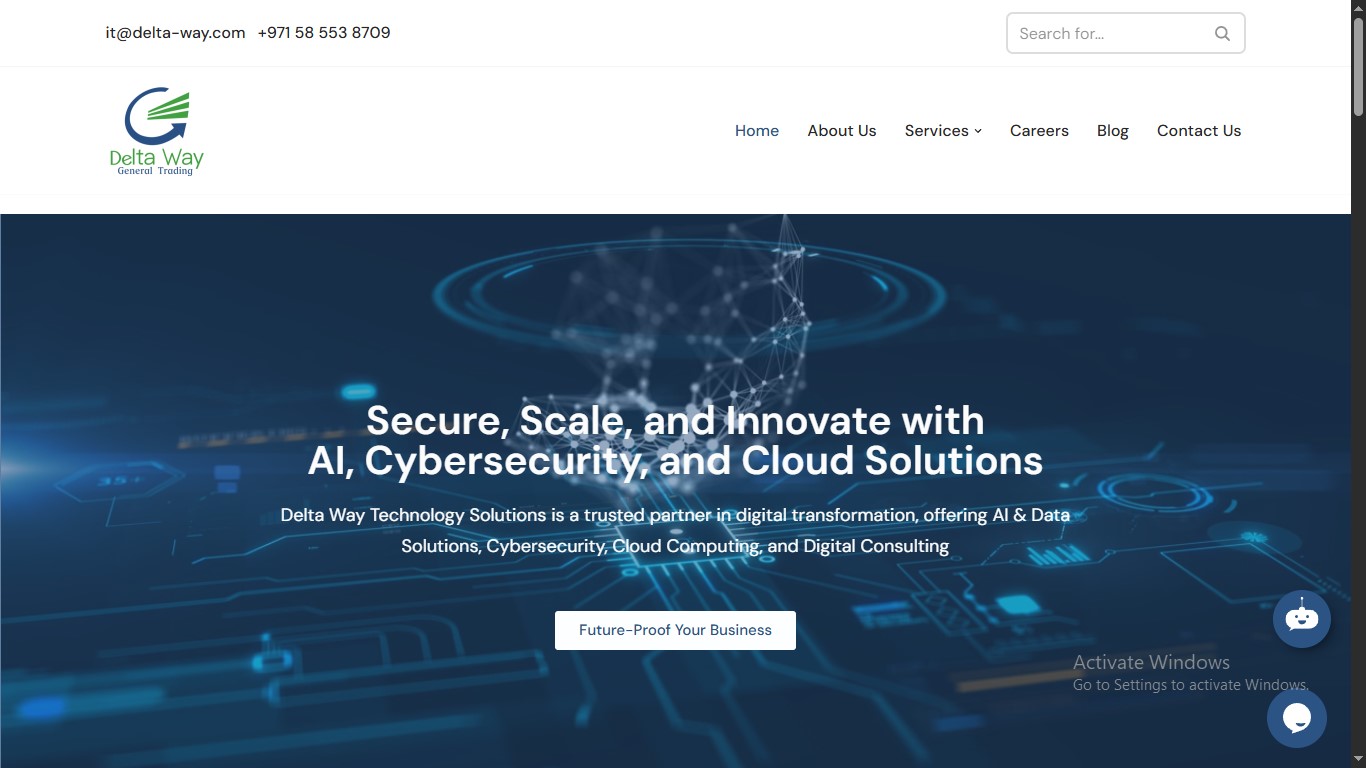 it@delta-way.com +971 58 553 8709
Search for...
Delta Way
General Trading
Home About Us Services Careers Blog Contact Us
Secure, Scale, and Innovate with
AI, Cybersecurity, and Cloud Solutions
Delta Way Technology Solutions is a trusted partner in digital transformation, offering AI & Data
Solutions, Cybersecurity, Cloud Computing, and Digital Consulting
Future-Proof Your Business
Activate Windows
Go to Settings to activate Windows.